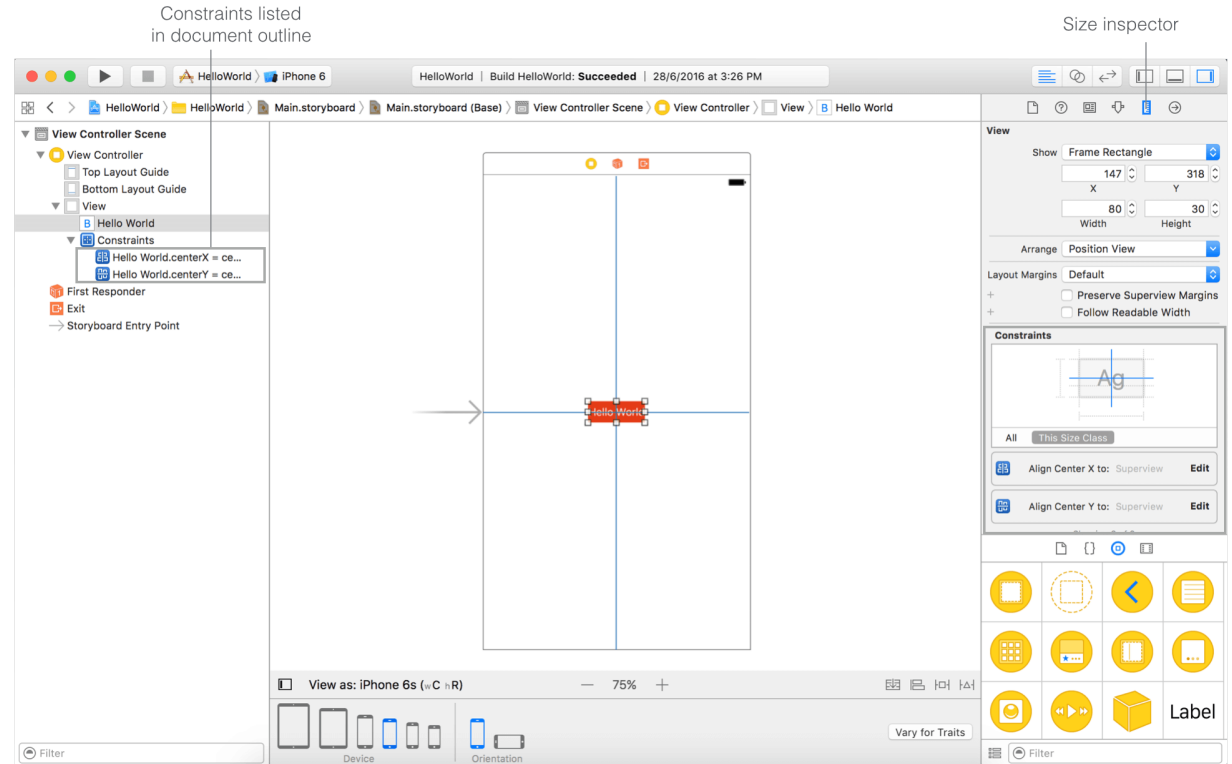 Constraints listed
in document outline
Size inspector
HelloWorld
iPhone 6
HelloWorld | Build HelloWorld: Succeeded | 28/6/2016 at 3:26 PM
HelloWorld
HelloWorld
Main.storyboard
Main.storyboard (Base)
View Controller Scene
View Controller
View
B Hello World
View Controller Scene
View Controller
Top Layout Guide
Bottom Layout Guide
View
B Hello World
Constraints
Hello World.centerX = ce...
Hello World.centerY = ce...
First Responder
Exit
Storyboard Entry Point
Filter
Hello World
View as: iPhone 6s (wC hR)
75%
Device
Orientation
Vary for Traits
View
Show Frame Rectangle
147 318
X Y
80 30
Width Height
Arrange Position View
Layout Margins Default
Preserve Superview Margins
Follow Readable Width
Constraints
Ag
All This Size Class
Align Center X to: Superview Edit
Align Center Y to: Superview Edit
{}
Label
Filter